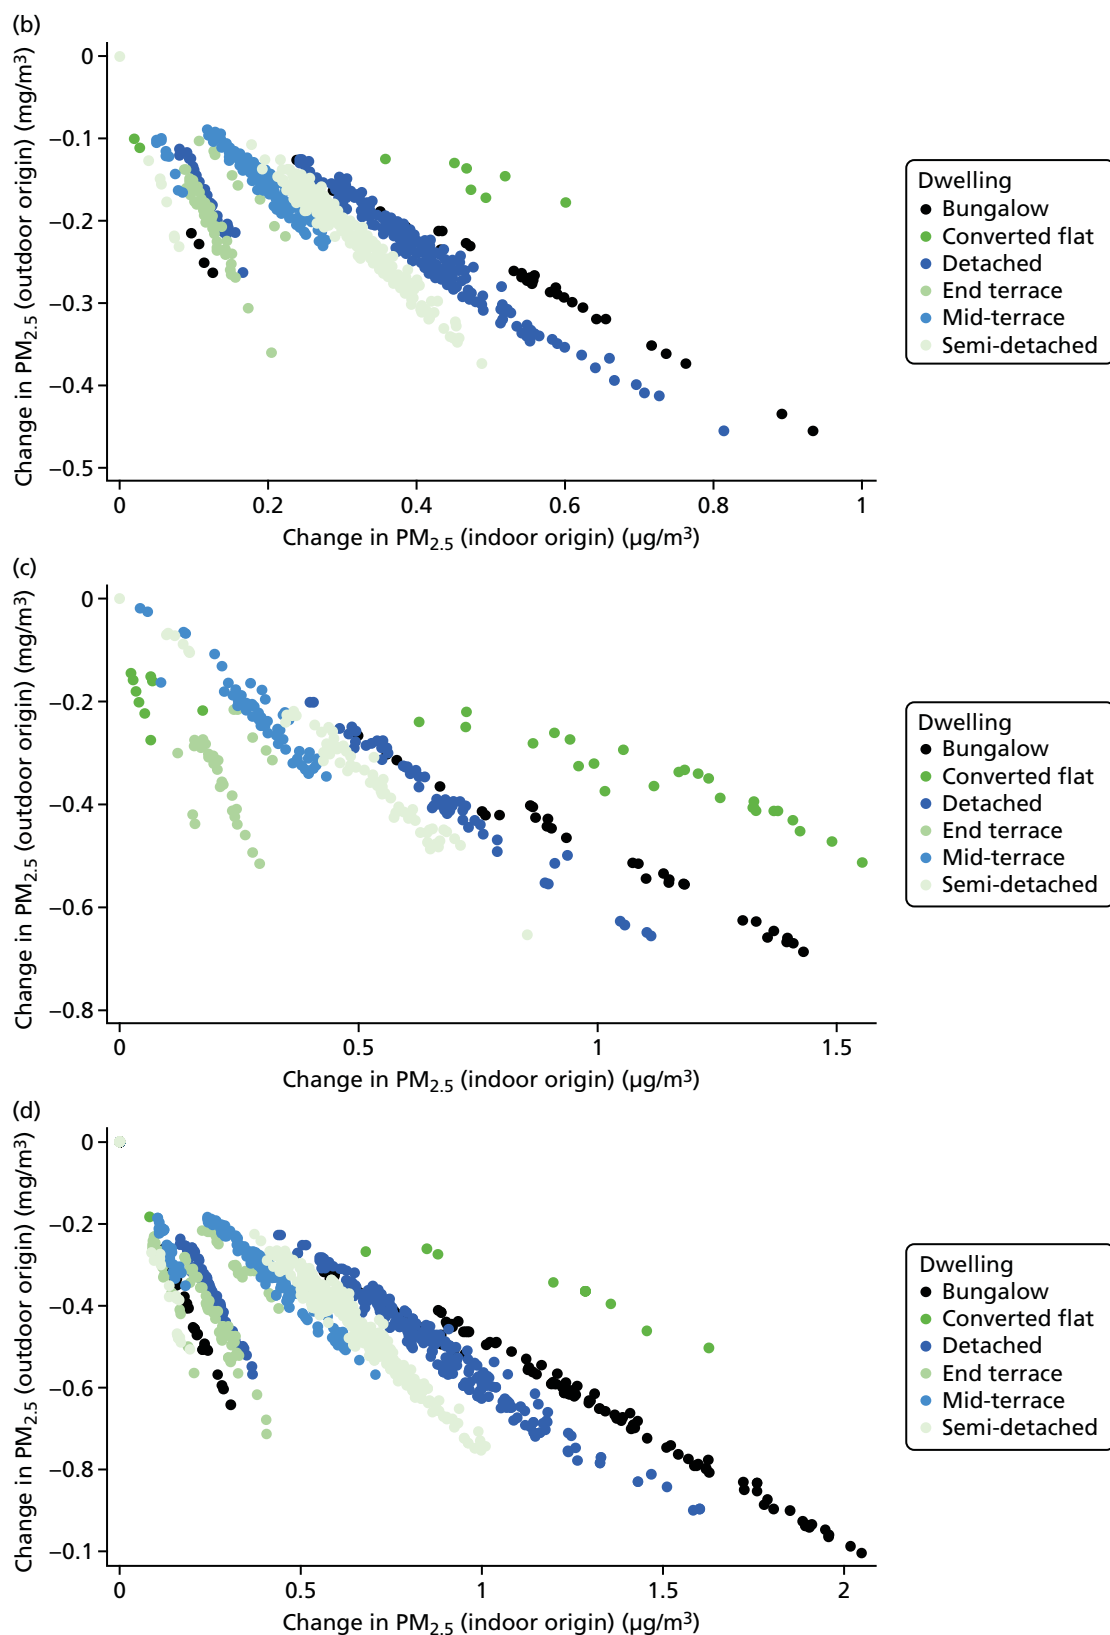 (b)
Change in PM2.5 (outdoor origin) (mg/m³)
0
−0.1
−0.2
−0.3
−0.4
−0.5
0
0.2
0.4
0.6
0.8
1
Change in PM2.5 (indoor origin) (µg/m³)
Dwelling
Bungalow
Converted flat
Detached
End terrace
Mid-terrace
Semi-detached
(c)
Change in PM2.5 (outdoor origin) (mg/m³)
0
−0.2
−0.4
−0.6
−0.8
0
0.5
1
1.5
Change in PM2.5 (indoor origin) (µg/m³)
Dwelling
Bungalow
Converted flat
Detached
End terrace
Mid-terrace
Semi-detached
(d)
Change in PM2.5 (outdoor origin) (mg/m³)
0
−0.2
−0.4
−0.6
−0.8
−0.1
0
0.5
1
1.5
2
Change in PM2.5 (indoor origin) (µg/m³)
Dwelling
Bungalow
Converted flat
Detached
End terrace
Mid-terrace
Semi-detached